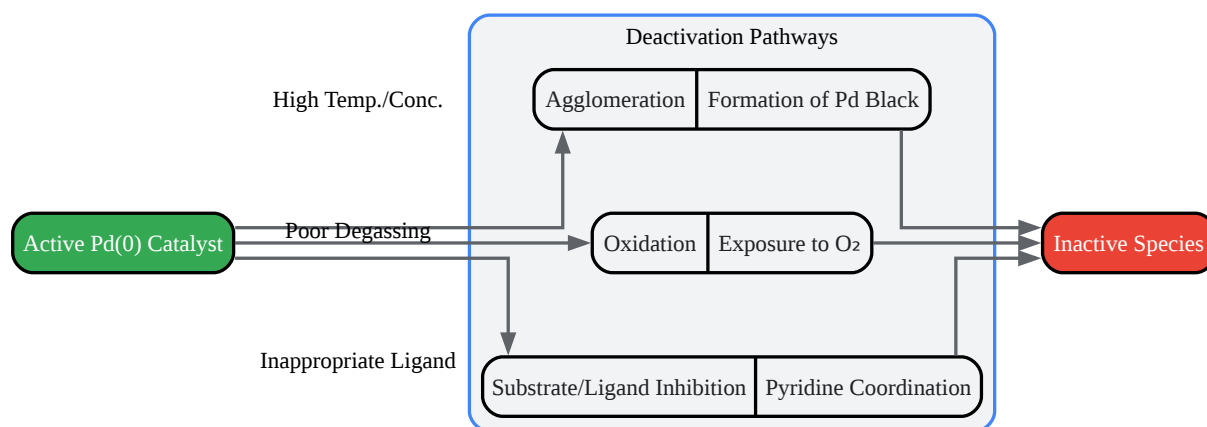 Deactivation Pathways
High Temp./Conc.
Agglomeration
Formation of Pd Black
Active Pd(0) Catalyst
Poor Degassing
Oxidation
Exposure to O₂
Inactive Species
Inappropriate Ligand
Substrate/Ligand Inhibition
Pyridine Coordination